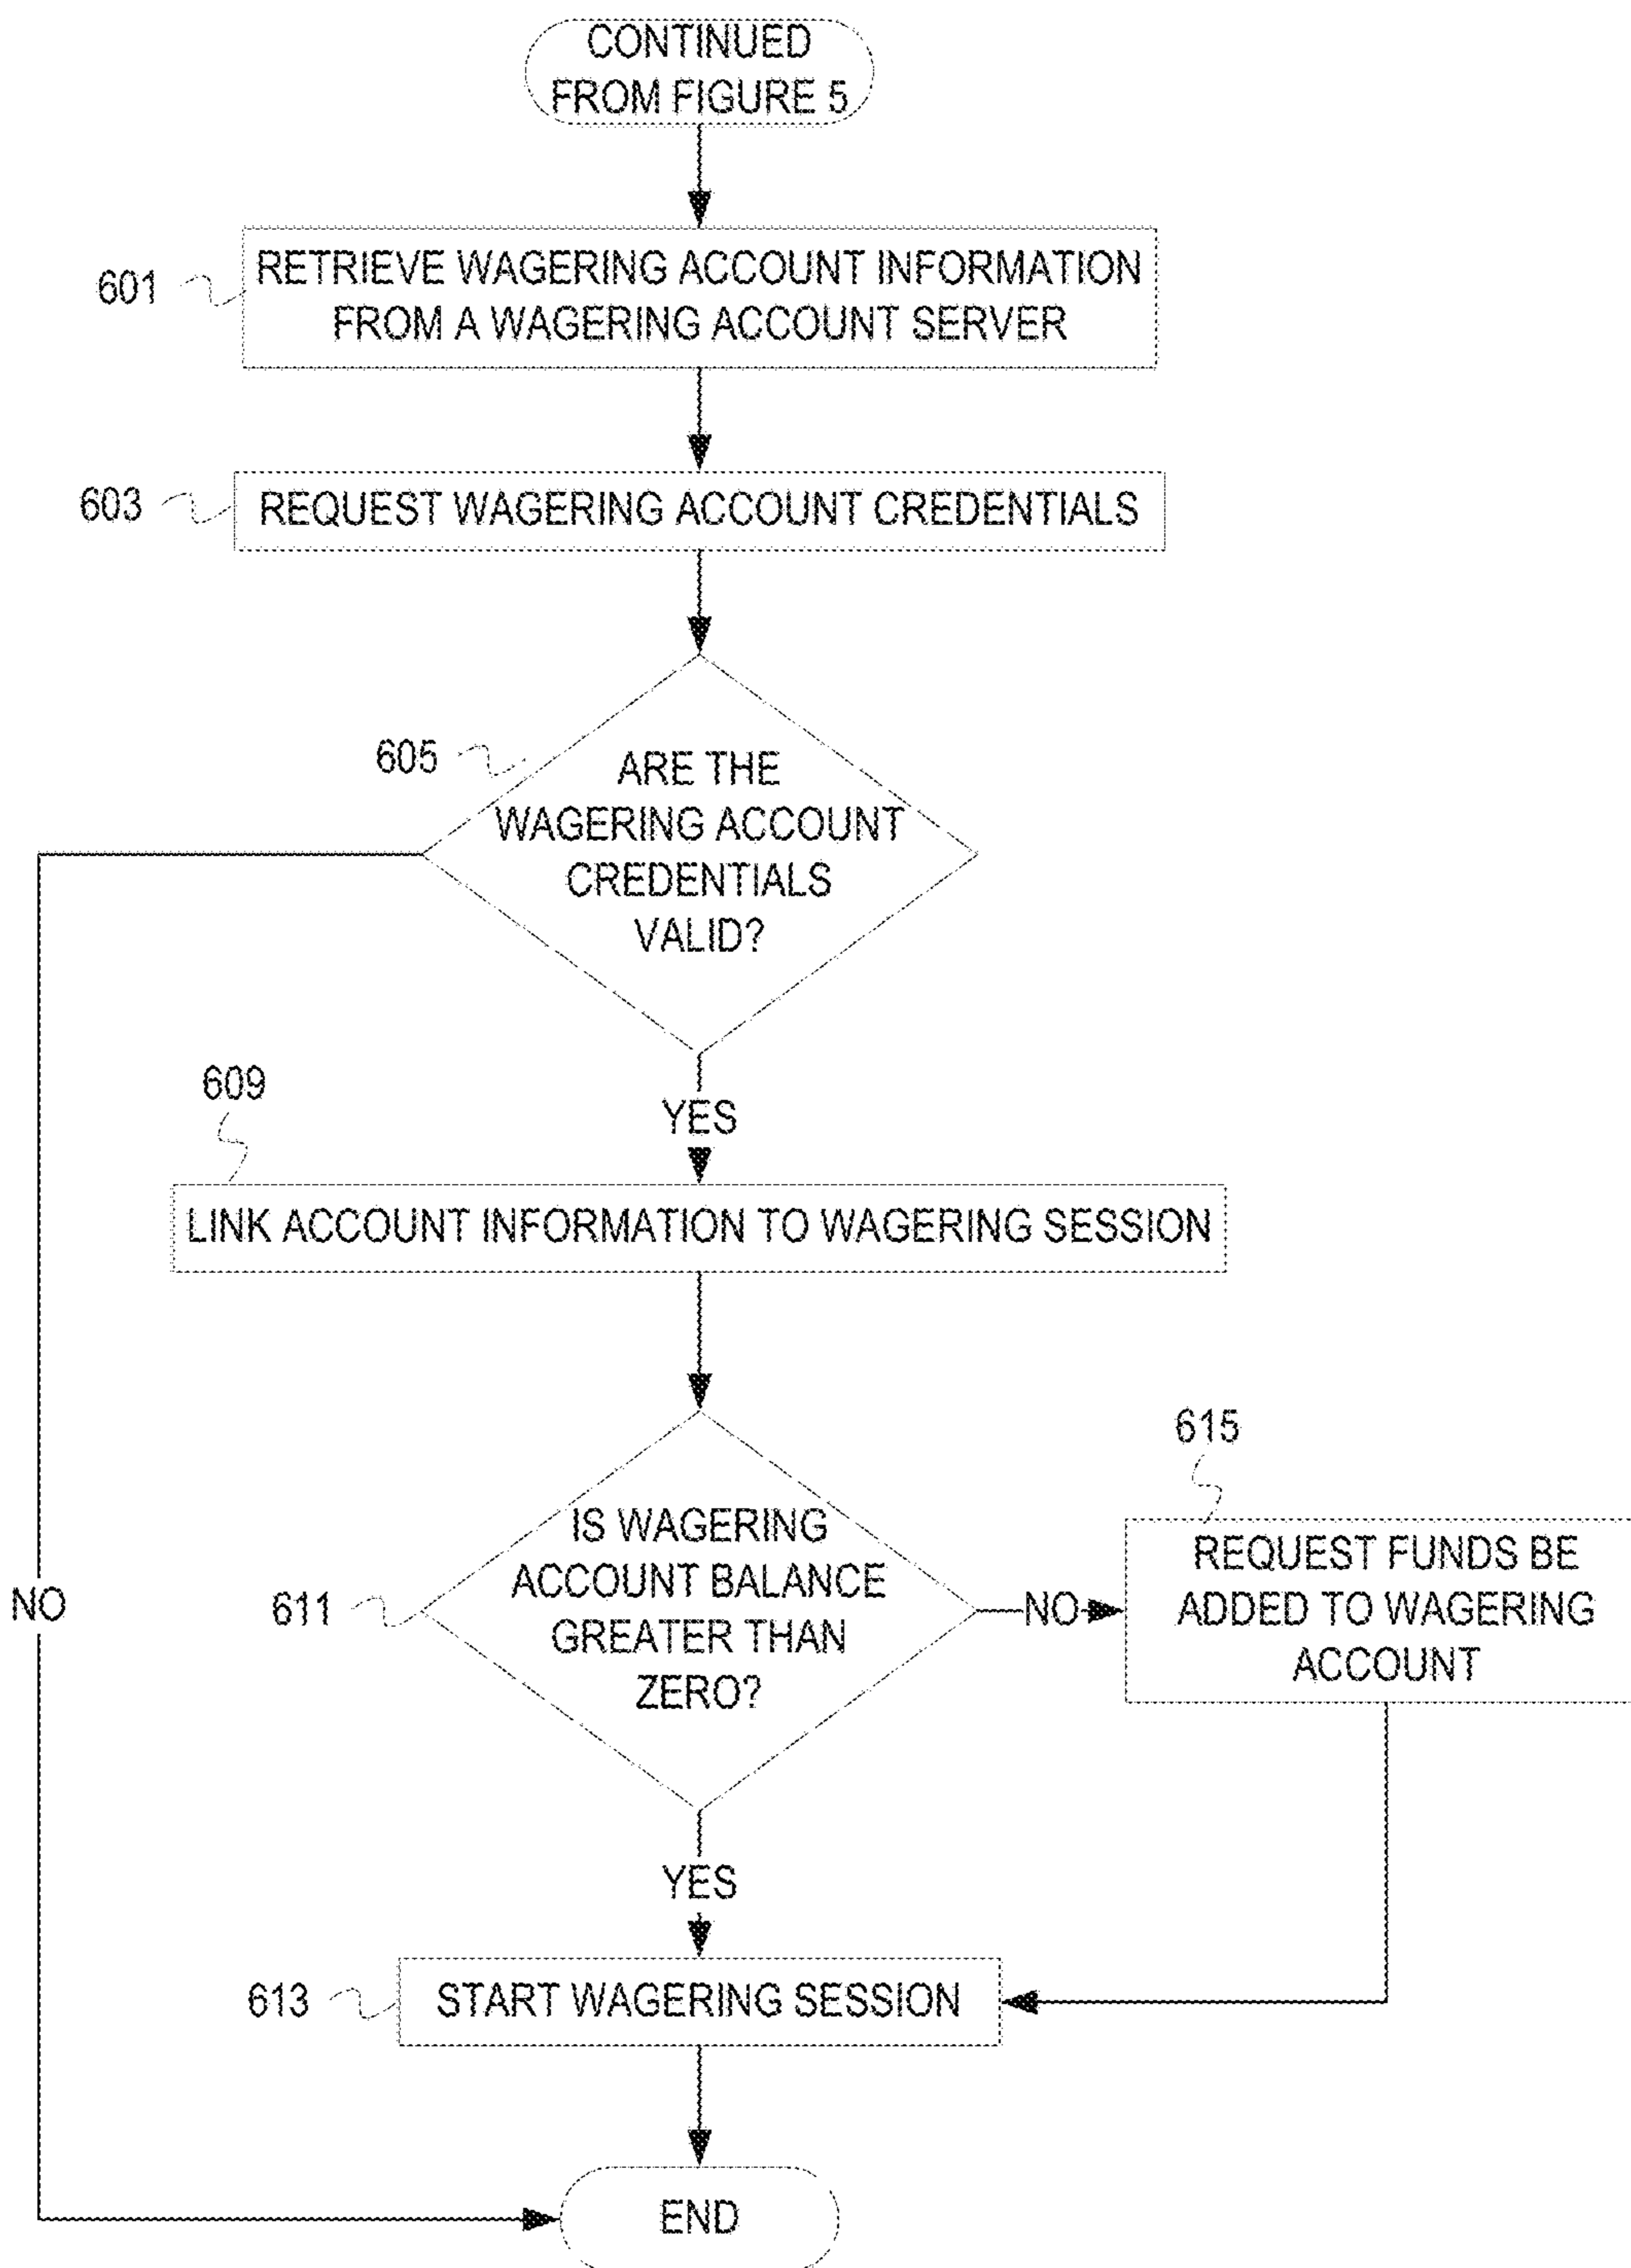 CONTINUED
FROM FIGURE 5
601
RETRIEVE WAGERING ACCOUNT INFORMATION
FROM A WAGERING ACCOUNT SERVER
603
REQUEST WAGERING ACCOUNT CREDENTIALS
605
ARE THE
WAGERING ACCOUNT
CREDENTIALS
VALID?
609
YES
LINK ACCOUNT INFORMATION TO WAGERING SESSION
615
IS WAGERING
ACCOUNT BALANCE
GREATER THAN
ZERO?
611
NO
NO
REQUEST FUNDS BE
ADDED TO WAGERING
ACCOUNT
YES
613
START WAGERING SESSION
END